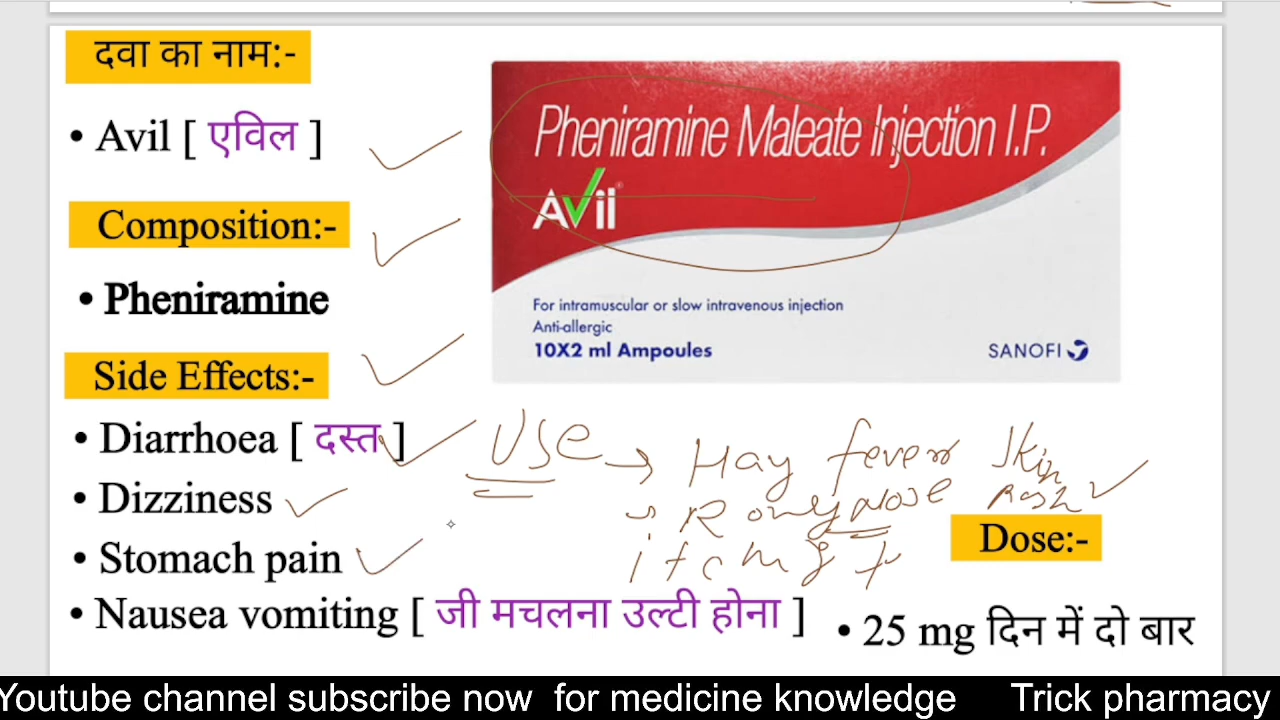 दवा का नाम:-
• Avil [ एविल ]
Composition:-
• Pheniramine
Side Effects:-
• Diarrhoea [ दस्त ]
• Dizziness
• Stomach pain
• Nausea vomiting [ जी मचलना उल्टी होना ]
Pheniramine Maleate Injection I.P.
Avil
For intramuscular or slow intravenous injection
Anti-allergic
10X2 ml Ampoules
SANOFI
USE → Hay fever Skin
Nose Rash
Dose:-
• 25 mg दिन में दो बार
Youtube channel subscribe now for medicine knowledge Trick pharmacy